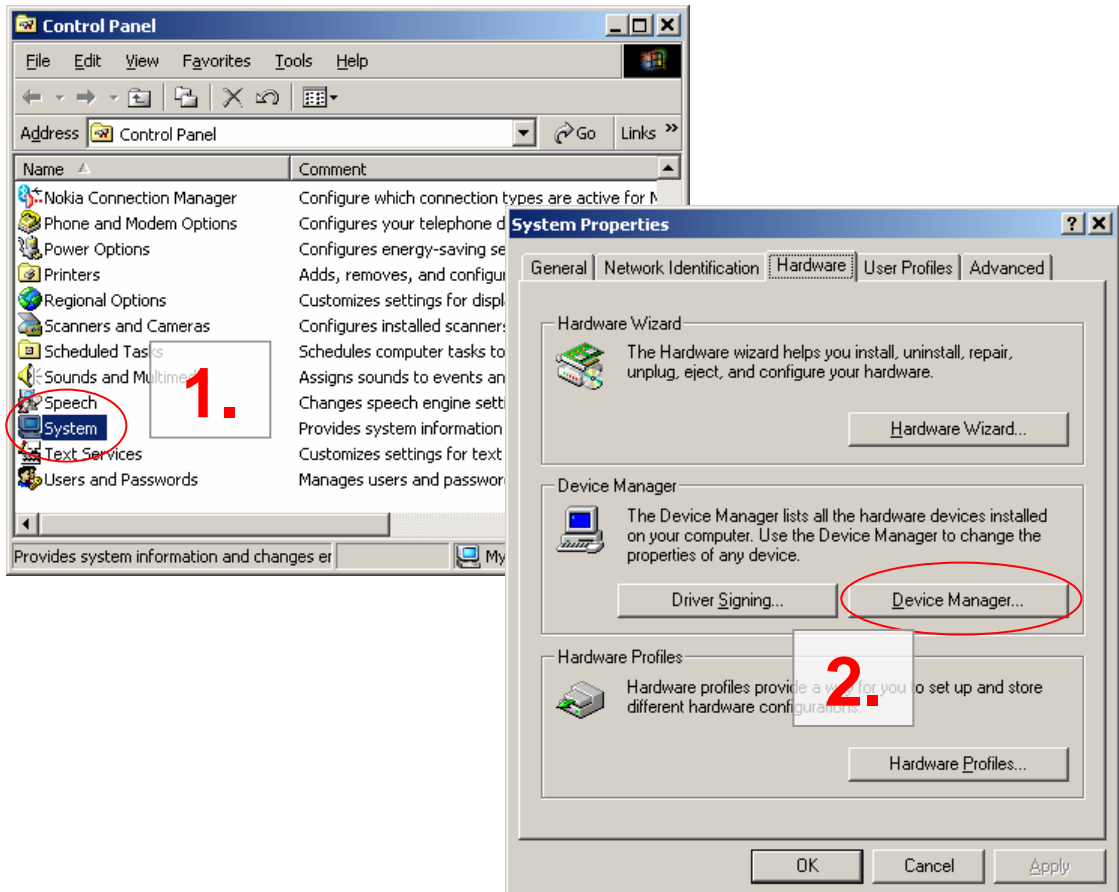 Control Panel
File Edit View Favorites Tools Help
Address Control Panel Go Links »
Name Comment
Nokia Connection Manager Configure which connection types are active for N
Phone and Modem Options Configures your telephone d
Power Options Configures energy-saving se
Printers Adds, removes, and configur
Regional Options Customizes settings for displ
Scanners and Cameras Configures installed scanners
Scheduled Tasks Schedules computer tasks to
Sounds and Multimed Assigns sounds to events an
Speech Changes speech engine setti
System Provides system information
Text Services Customizes settings for text
Users and Passwords Manages users and passwor
Provides system information and changes er My
1.
System Properties
General Network Identification Hardware User Profiles Advanced
Hardware Wizard
The Hardware wizard helps you install, uninstall, repair,
unplug, eject, and configure your hardware.
Hardware Wizard...
Device Manager
The Device Manager lists all the hardware devices installed
on your computer. Use the Device Manager to change the
properties of any device.
Driver Signing... Device Manager...
2.
Hardware Profiles
Hardware profiles provide a way for you to set up and store
different hardware configurations.
Hardware Profiles...
OK Cancel Apply